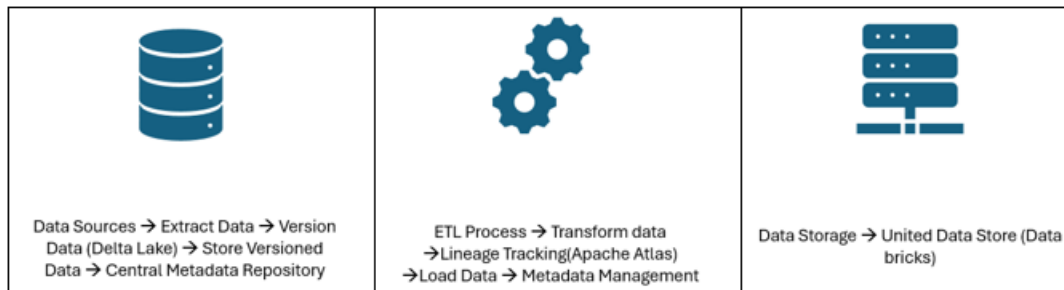 Data Sources → Extract Data → Version
Data (Delta Lake) → Store Versioned
Data → Central Metadata Repository
ETL Process → Transform data
→Lineage Tracking(Apache Atlas)
→Load Data → Metadata Management
Data Storage → United Data Store (Data
bricks)